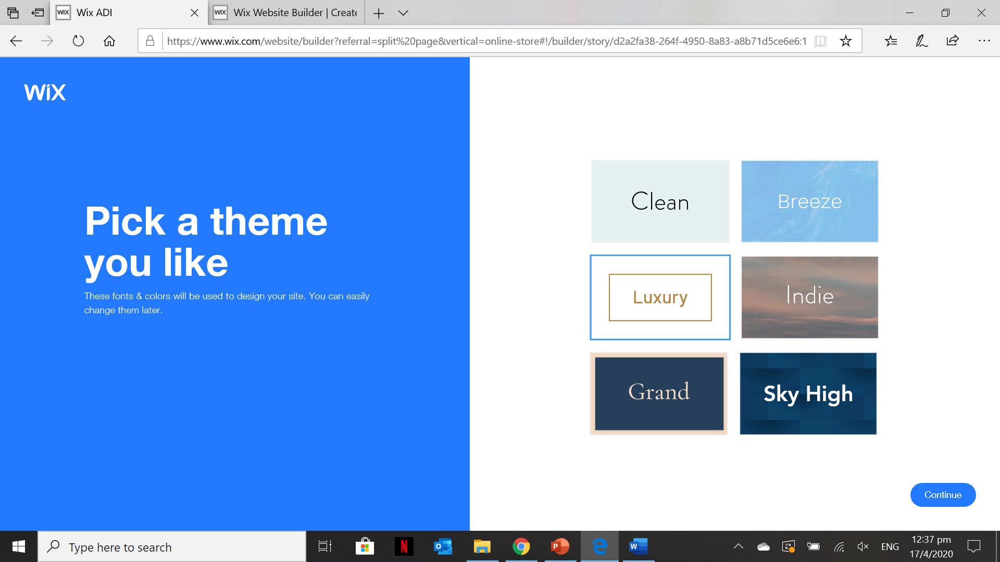 Wix ADI
Wix Website Builder | Create
https://www.wix.com/website/builder?referral=split%20page&vertical=online-store#!/builder/story/d2a2fa38-264f-4950-8a83-a8b71d5ce6e6:1
WiX
Pick a theme
you like
These fonts & colors will be used to design your site. You can easily
change them later.
Clean
Breeze
Luxury
Indie
Grand
Sky High
Continue
Type here to search
ENG
12:37 pm
17/4/2020